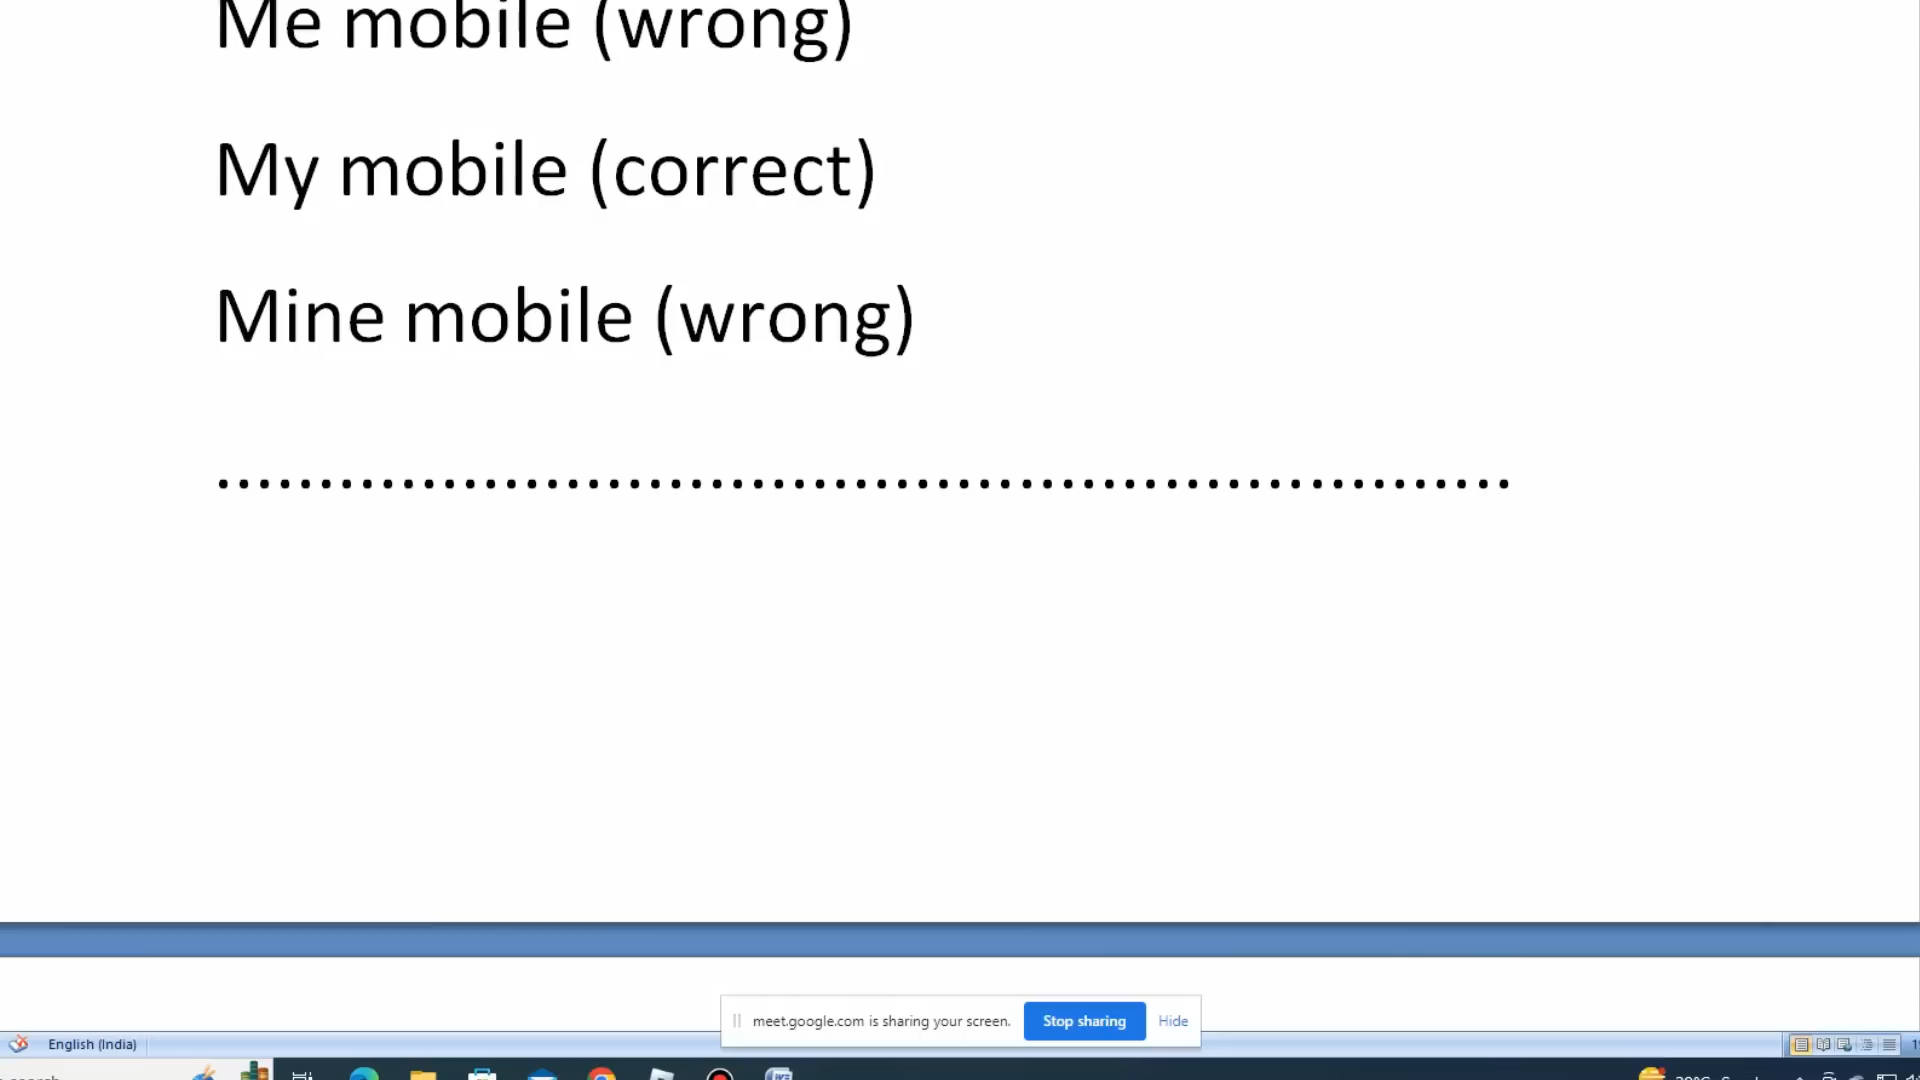 Me mobile (wrong)
My mobile (correct)
Mine mobile (wrong)
...............................................................
meet.google.com is sharing your screen. Stop sharing Hide
English (India)